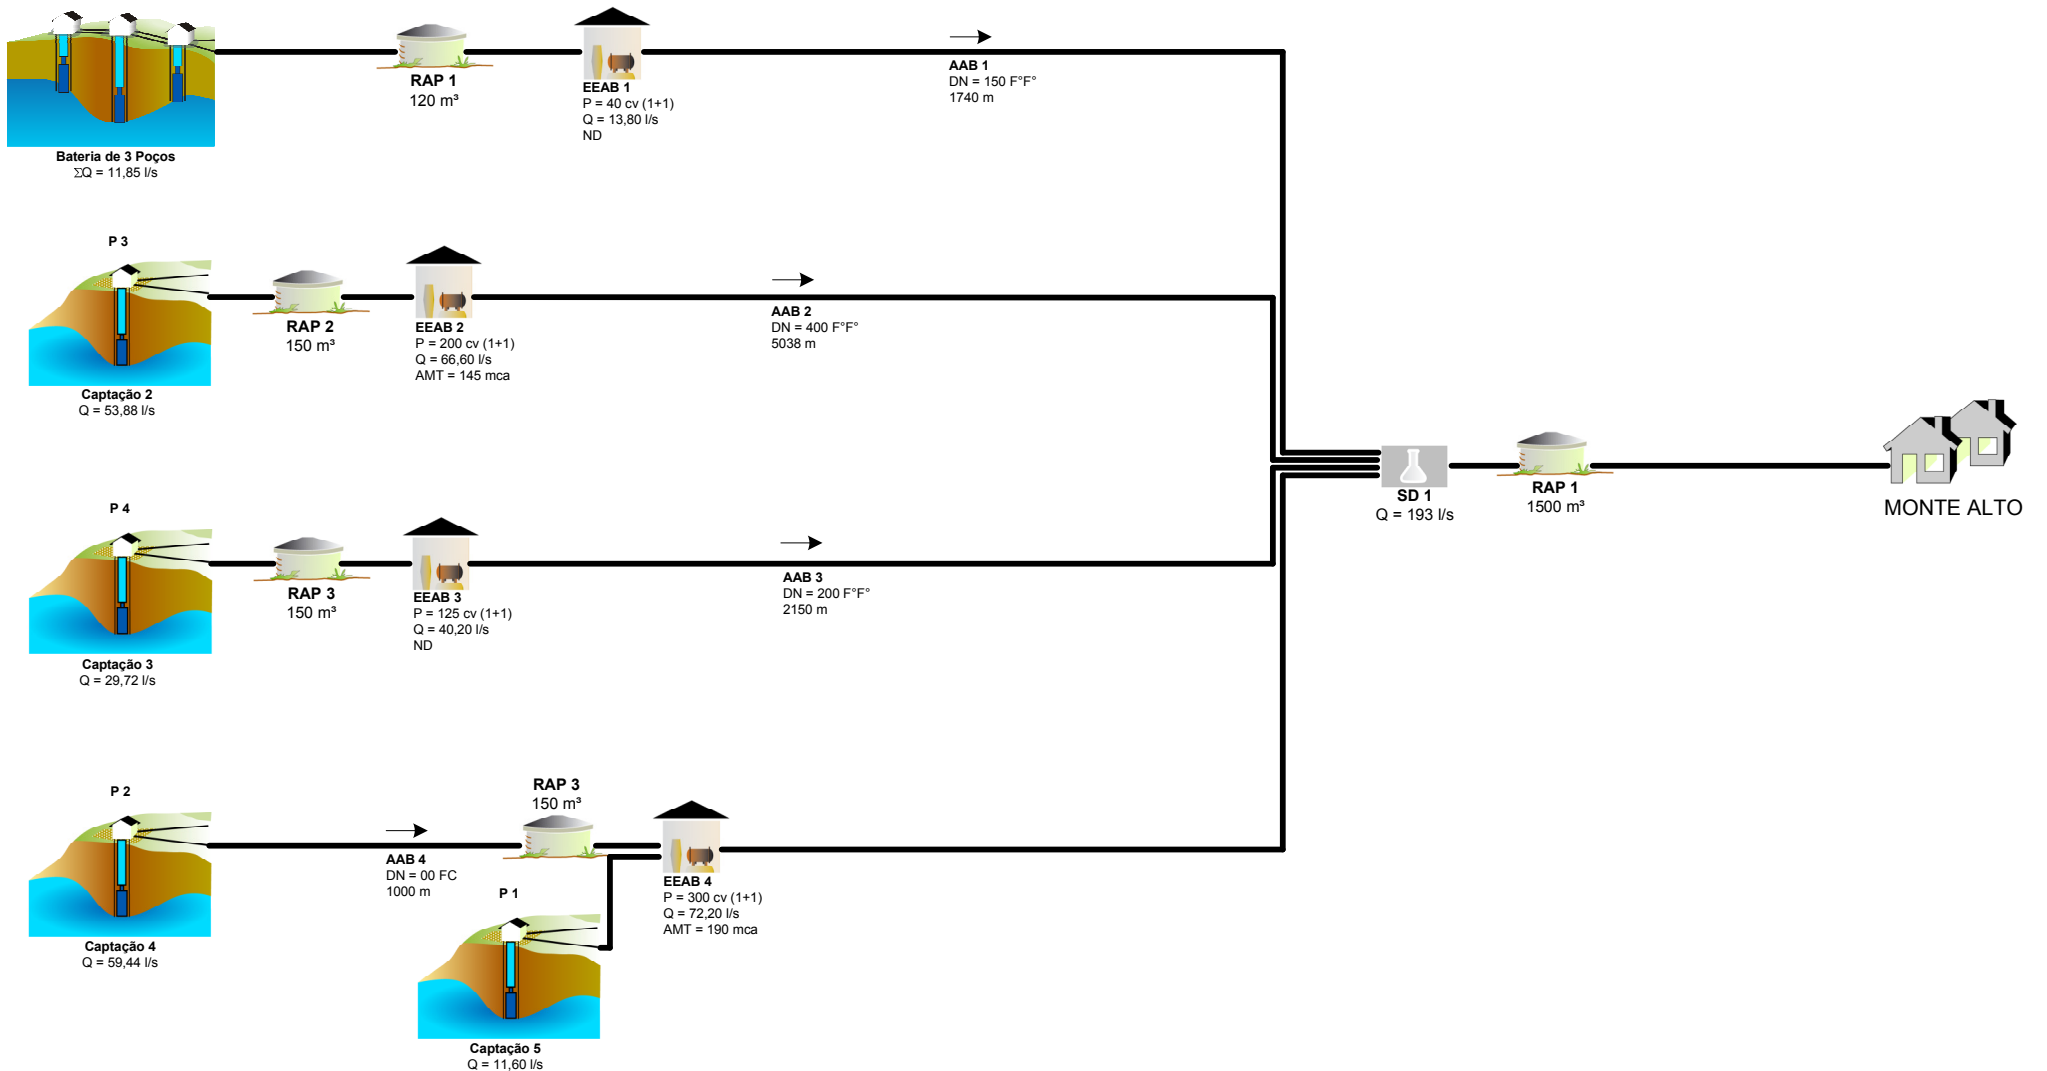 Bateria de 3 Poços
ΣQ = 11,85 l/s
RAP 1
120 m³
EEAB 1
P = 40 cv (1+1)
Q = 13,80 l/s
ND
AAB 1
DN = 150 F°F°
1740 m
P 3
Captação 2
Q = 53,88 l/s
RAP 2
150 m³
EEAB 2
P = 200 cv (1+1)
Q = 66,60 l/s
AMT = 145 mca
AAB 2
DN = 400 F°F°
5038 m
P 4
Captação 3
Q = 29,72 l/s
RAP 3
150 m³
EEAB 3
P = 125 cv (1+1)
Q = 40,20 l/s
ND
AAB 3
DN = 200 F°F°
2150 m
SD 1
Q = 193 l/s
RAP 1
1500 m³
MONTE ALTO
P 2
Captação 4
Q = 59,44 l/s
AAB 4
DN = 00 FC
1000 m
RAP 3
150 m³
P 1
Captação 5
Q = 11,60 l/s
EEAB 4
P = 300 cv (1+1)
Q = 72,20 l/s
AMT = 190 mca